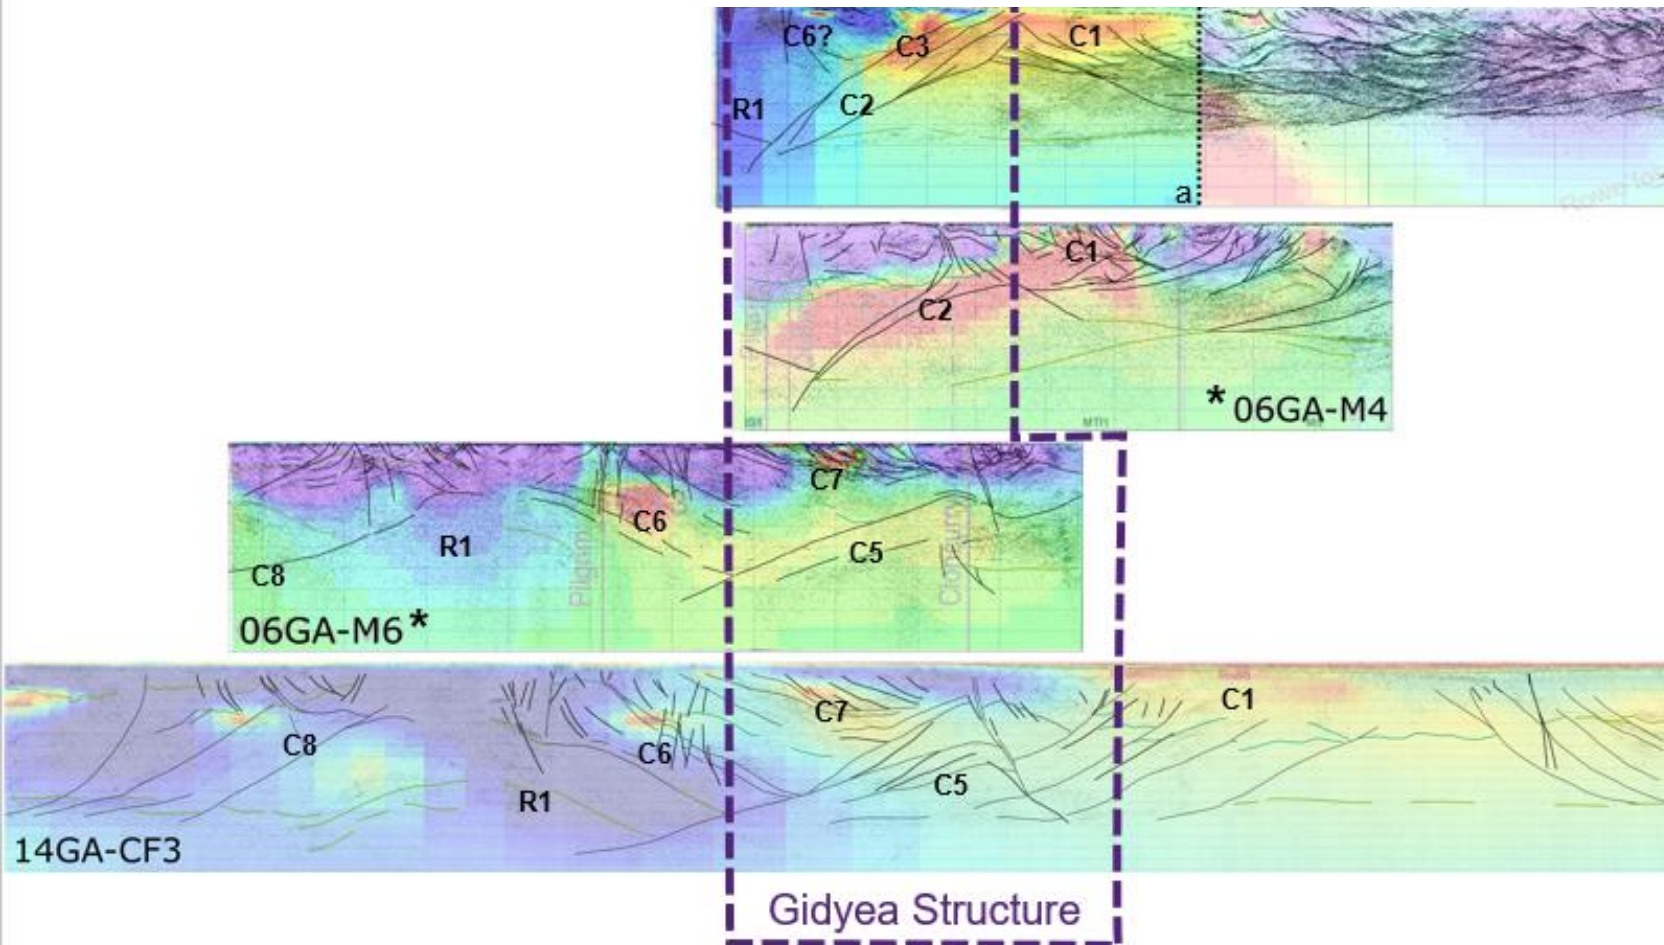 C6?
C3
C1
R1
C2
a
C1
C2
* 06GA-M4
MTI1
C7
C6
R1
C5
C8
Pilgrim
Cloncurry
06GA-M6 *
C1
C7
C8
C6
C5
R1
14GA-CF3
Gidyea Structure